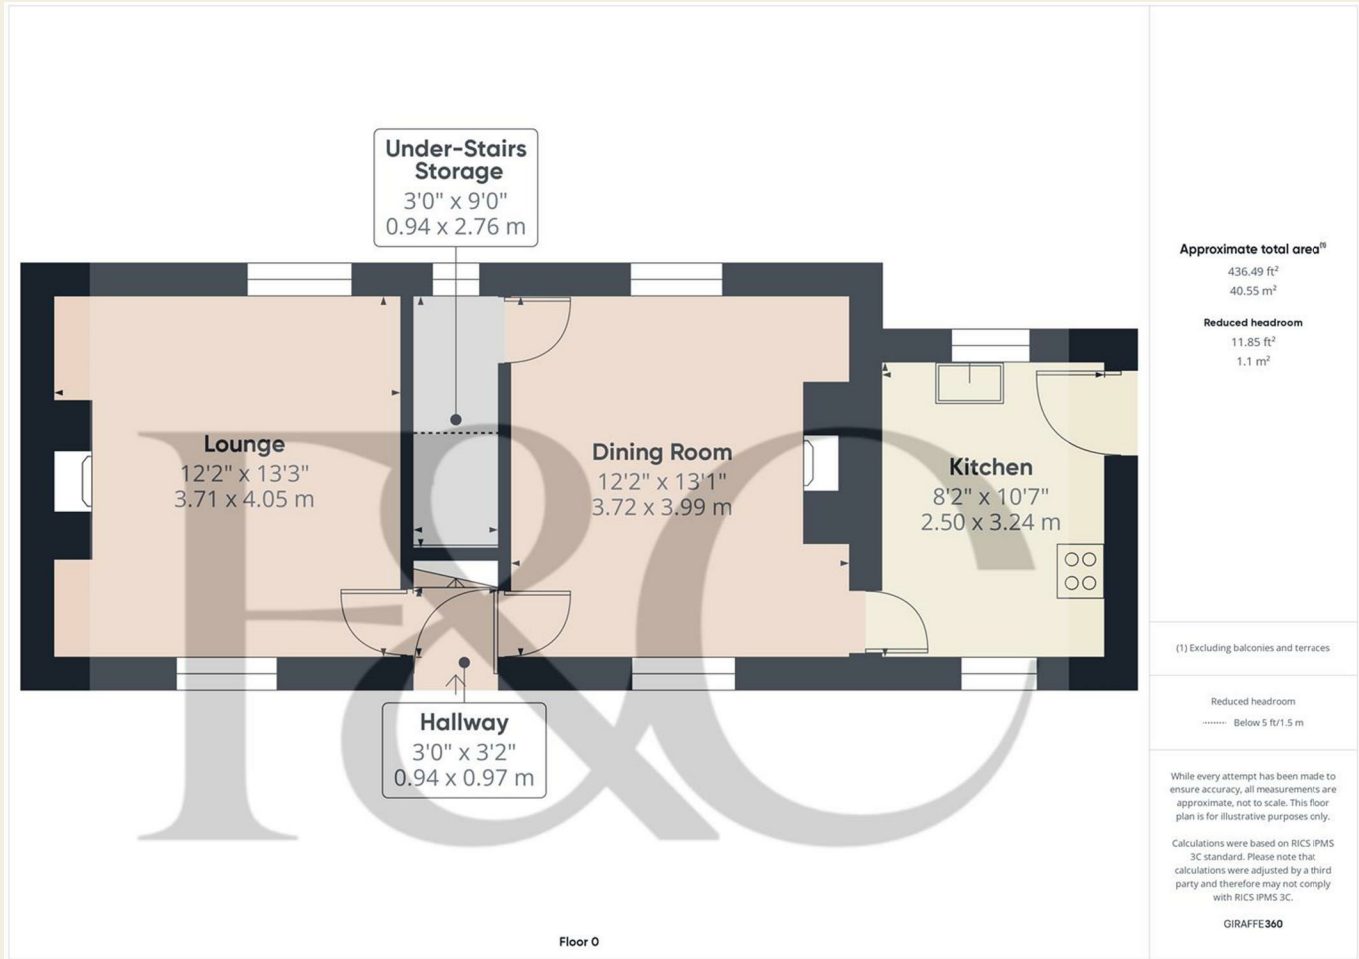 Under-Stairs
Storage
3'0" x 9'0"
0.94 x 2.76 m
Lounge
12'2" x 13'3"
3.71 x 4.05 m
Dining Room
12'2" x 13'1"
3.72 x 3.99 m
Kitchen
8'2" x 10'7"
2.50 x 3.24 m
Hallway
3'0" x 3'2"
0.94 x 0.97 m
F&C
Floor 0
Approximate total area(1)
436.49 ft²
40.55 m²
Reduced headroom
11.85 ft²
1.1 m²
(1) Excluding balconies and terraces
Reduced headroom
Below 5 ft/1.5 m
While every attempt has been made to
ensure accuracy, all measurements are
approximate, not to scale. This floor
plan is for illustrative purposes only.
Calculations were based on RICS IPMS
3C standard. Please note that
calculations were adjusted by a third
party and therefore may not comply
with RICS IPMS 3C.
GIRAFFE360